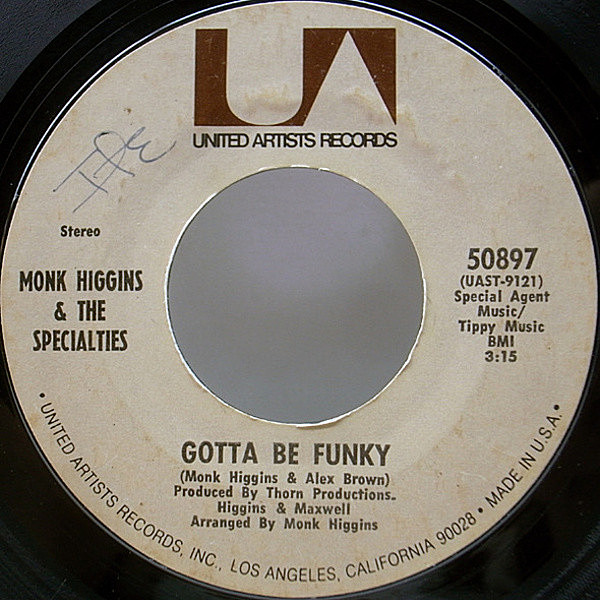 UA
UNITED ARTISTS RECORDS
Stereo
MONK HIGGINS
& THE
SPECIALTIES
50897
(UAST-9121)
Special Agent
Music/
Tippy Music
BMI
3:15
GOTTA BE FUNKY
(Monk Higgins & Alex Brown)
Produced By Thorn Productions.
Higgins & Maxwell
Arranged By Monk Higgins
• UNITED ARTISTS RECORDS, INC., LOS ANGELES, CALIFORNIA 90028 • MADE IN U.S.A. •